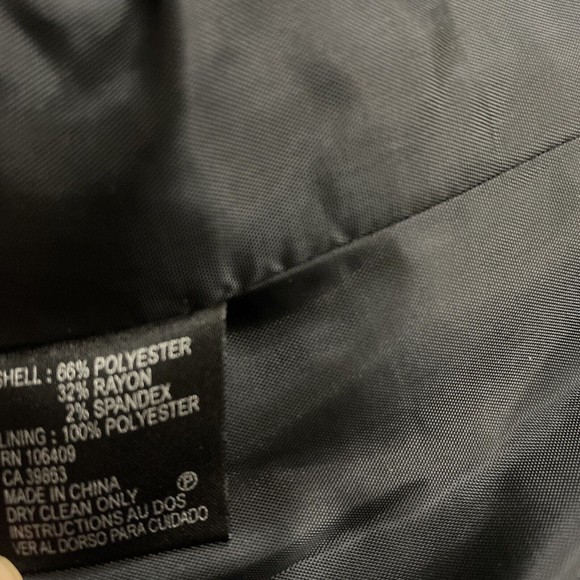 SHELL : 66% POLYESTER
32% RAYON
2% SPANDEX
LINING : 100% POLYESTER
RN 106409
CA 39863
MADE IN CHINA
DRY CLEAN ONLY Ⓟ
INSTRUCTIONS AU DOS
VER AL DORSO PARA CUIDADO